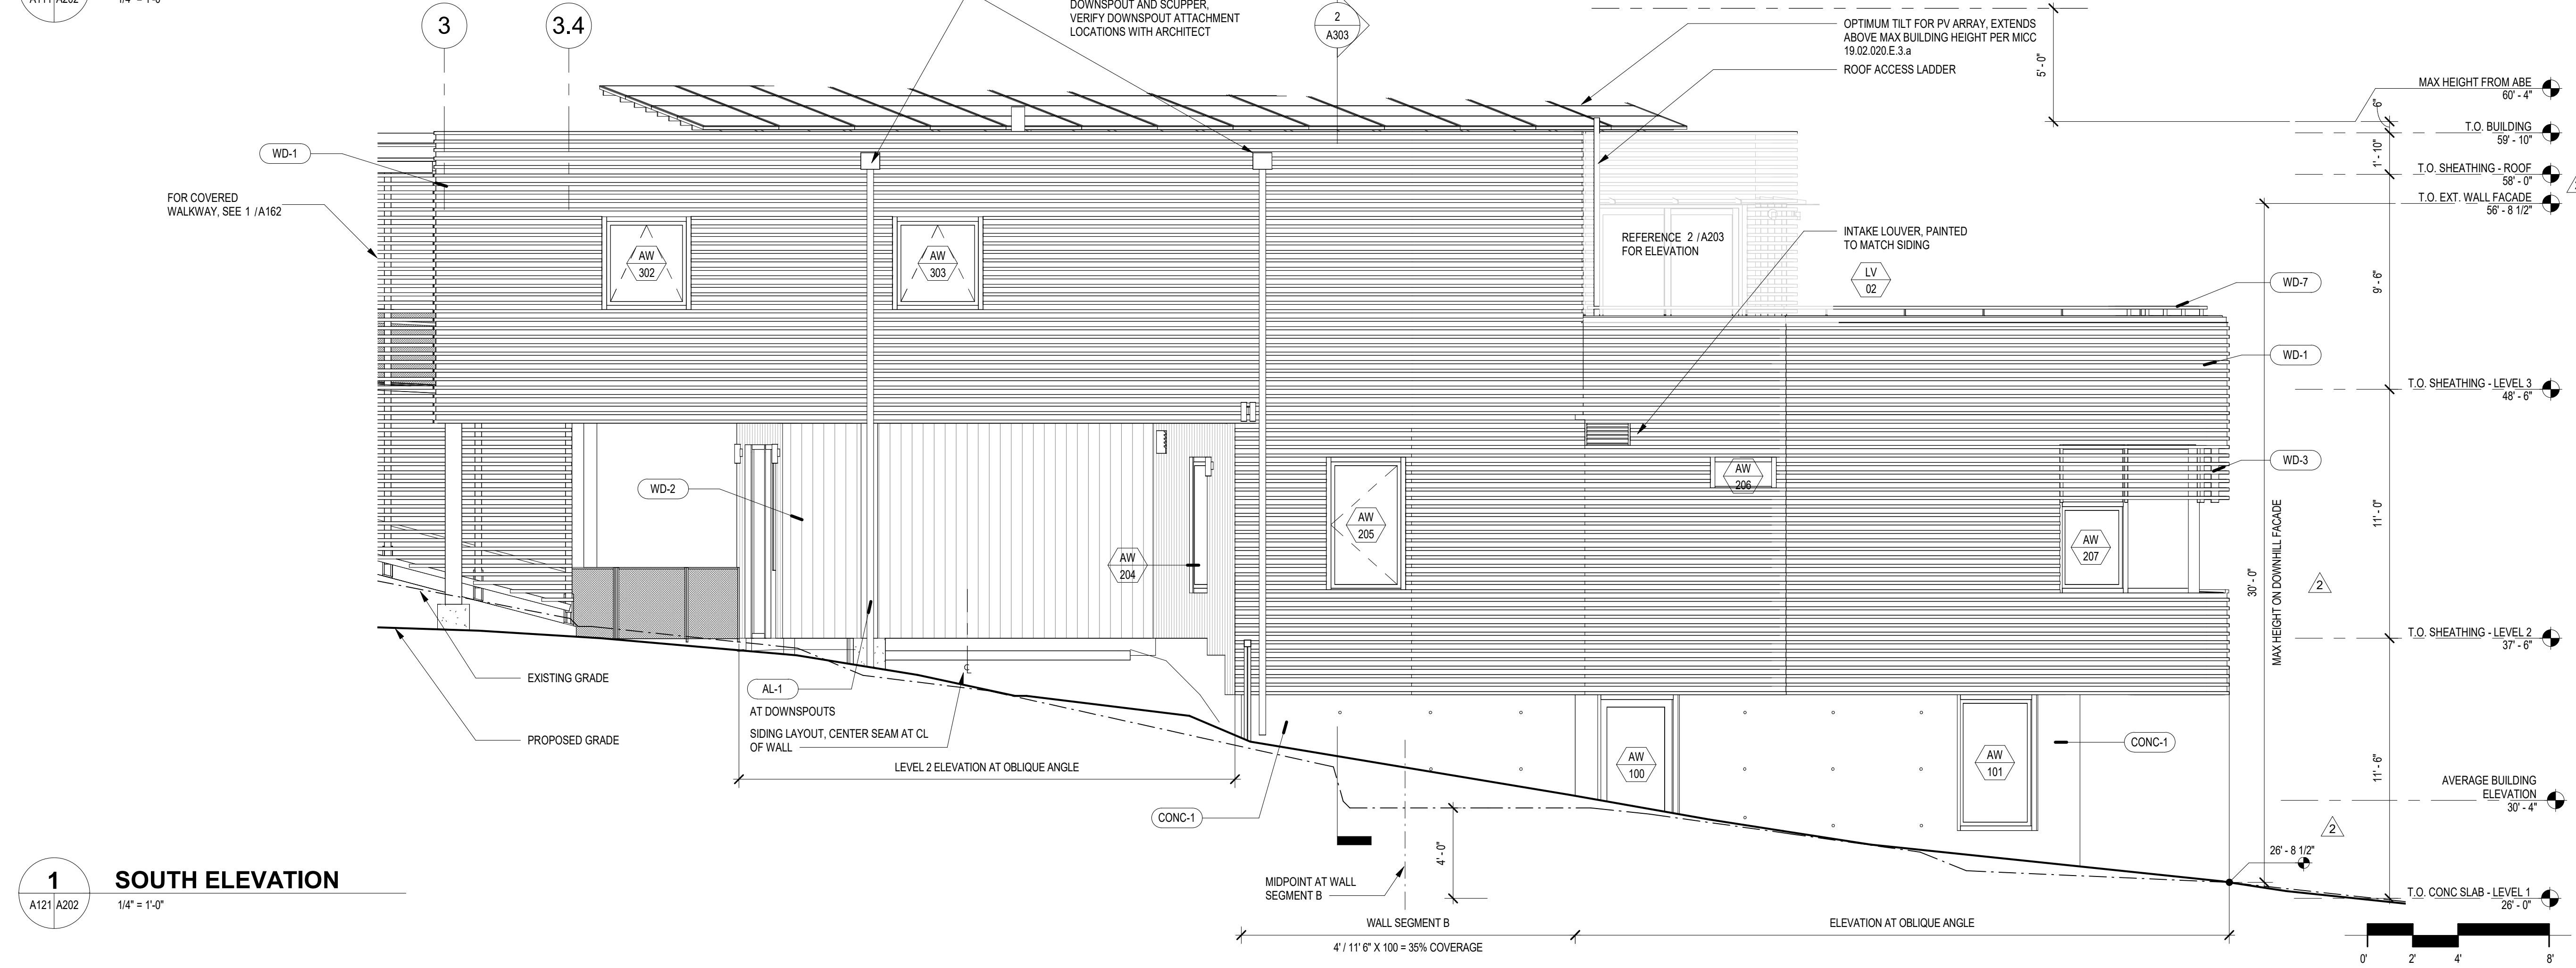 A111 A202
1/4" = 1'-0"
3
3.4
DOWNSPOUT AND SCUPPER,
VERIFY DOWNSPOUT ATTACHMENT
LOCATIONS WITH ARCHITECT
2
A303
OPTIMUM TILT FOR PV ARRAY, EXTENDS
ABOVE MAX BUILDING HEIGHT PER MICC
19.02.020.E.3.a
ROOF ACCESS LADDER
5' - 0"
MAX HEIGHT FROM ABE
60' - 4"
6"
T.O. BUILDING
59' - 10"
1' - 10"
T.O. SHEATHING - ROOF
58' - 0"
T.O. EXT. WALL FACADE
56' - 8 1/2"
WD-1
FOR COVERED
WALKWAY, SEE 1 /A162
AW
302
AW
303
REFERENCE 2 /A203
FOR ELEVATION
INTAKE LOUVER, PAINTED
TO MATCH SIDING
LV
02
WD-7
9' - 6"
WD-1
T.O. SHEATHING - LEVEL 3
48' - 6"
WD-3
WD-2
AW
204
AW
205
AW
206
AW
207
11' - 0"
30' - 0"
MAX HEIGHT ON DOWNHILL FACADE
2
T.O. SHEATHING - LEVEL 2
37' - 6"
EXISTING GRADE
PROPOSED GRADE
AL-1
AT DOWNSPOUTS
SIDING LAYOUT, CENTER SEAM AT CL
OF WALL
CL
LEVEL 2 ELEVATION AT OBLIQUE ANGLE
CONC-1
AW
100
AW
101
CONC-1
11' - 6"
AVERAGE BUILDING
ELEVATION
30' - 4"
2
26' - 8 1/2"
4' - 0"
MIDPOINT AT WALL
SEGMENT B
T.O. CONC SLAB - LEVEL 1
26' - 0"
1
A121 A202
SOUTH ELEVATION
1/4" = 1'-0"
WALL SEGMENT B
4' / 11' 6" X 100 = 35% COVERAGE
ELEVATION AT OBLIQUE ANGLE
0' 2' 4' 8'